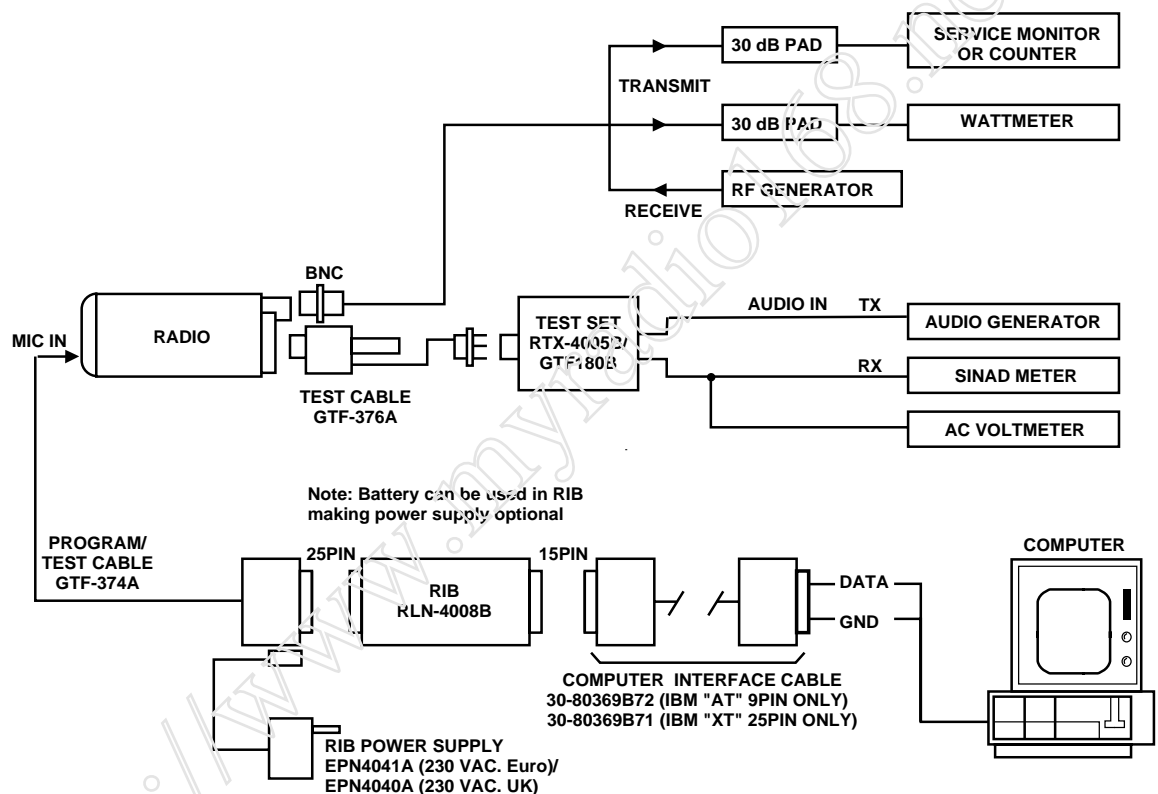 30 dB PAD
SERVICE MONITOR
OR COUNTER
TRANSMIT
30 dB PAD
WATTMETER
RF GENERATOR
RECEIVE
BNC
MIC IN
RADIO
TEST CABLE
GTF-376A
TEST SET
RTX-4005B/
GTF180B
AUDIO IN
TX
AUDIO GENERATOR
RX
SINAD METER
AC VOLTMETER
Note: Battery can be used in RIB
making power supply optional
PROGRAM/
TEST CABLE
GTF-374A
25PIN
RIB
RLN-4008B
15PIN
DATA
GND
COMPUTER
COMPUTER INTERFACE CABLE
30-80369B72 (IBM "AT" 9PIN ONLY)
30-80369B71 (IBM "XT" 25PIN ONLY)
RIB POWER SUPPLY
EPN4041A (230 VAC. Euro)/
EPN4040A (230 VAC. UK)
://www.myradio168.n